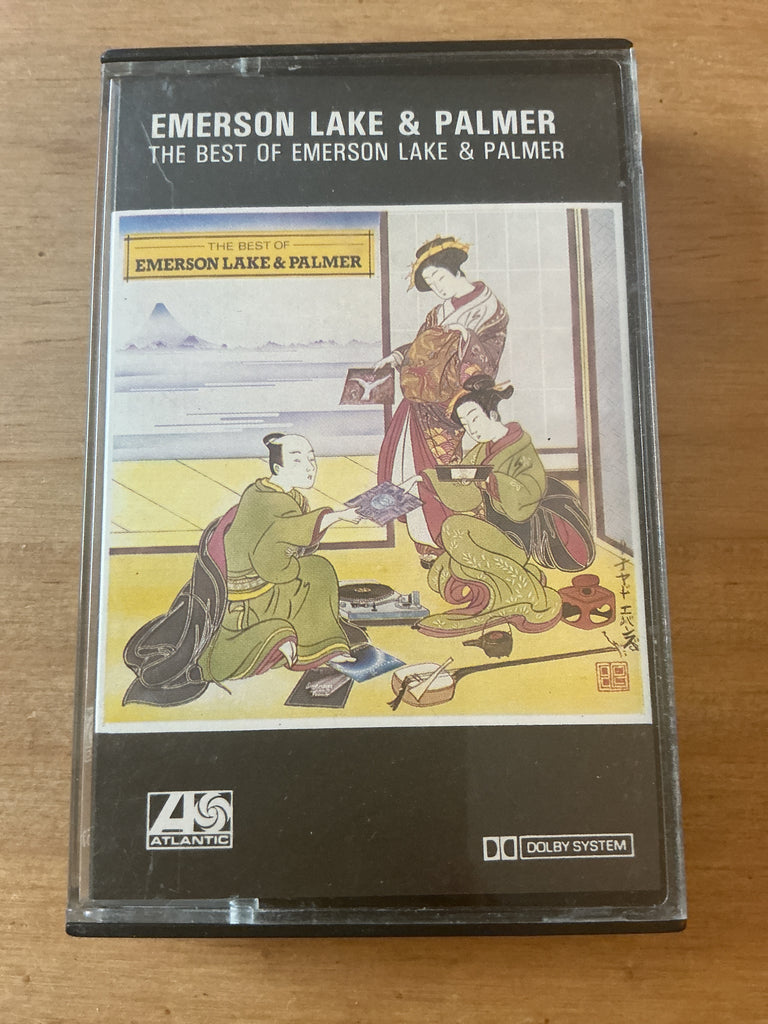 EMERSON LAKE & PALMER
THE BEST OF EMERSON LAKE & PALMER
THE BEST OF
EMERSON LAKE & PALMER
ATLANTIC
DOLBY SYSTEM